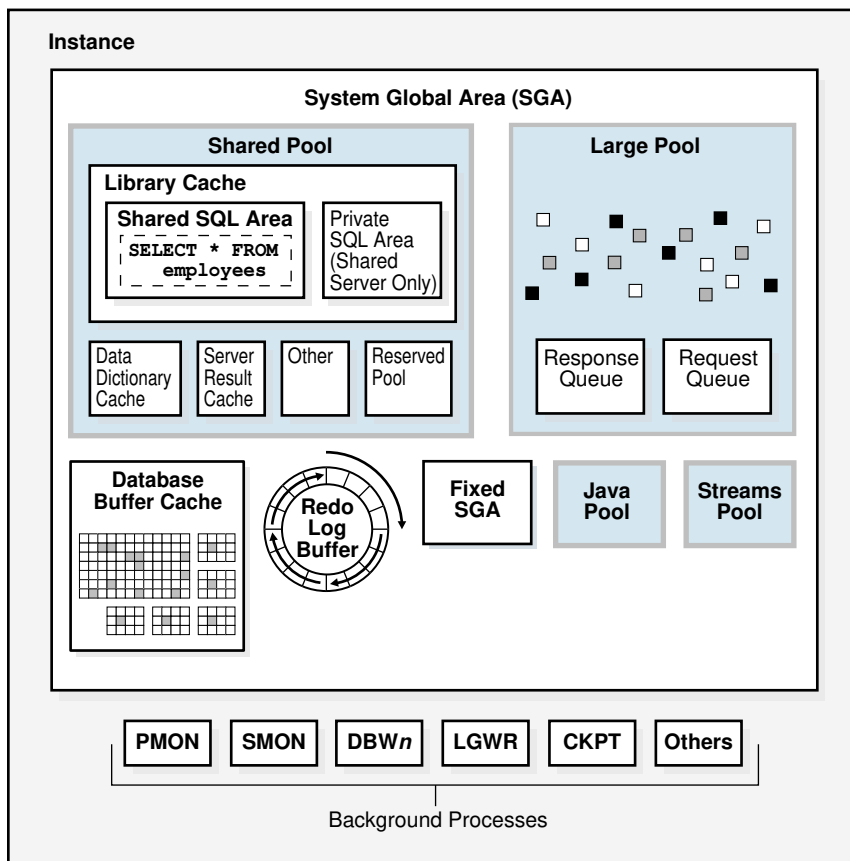 Instance
System Global Area (SGA)
Shared Pool
Library Cache
Shared SQL Area
SELECT * FROM
employees
Private
SQL Area
(Shared
Server Only)
Data
Dictionary
Cache
Server
Result
Cache
Other
Reserved
Pool
Large Pool
Response
Queue
Request
Queue
Database
Buffer Cache
Redo
Log
Buffer
Fixed
SGA
Java
Pool
Streams
Pool
PMON
SMON
DBWn
LGWR
CKPT
Others
Background Processes